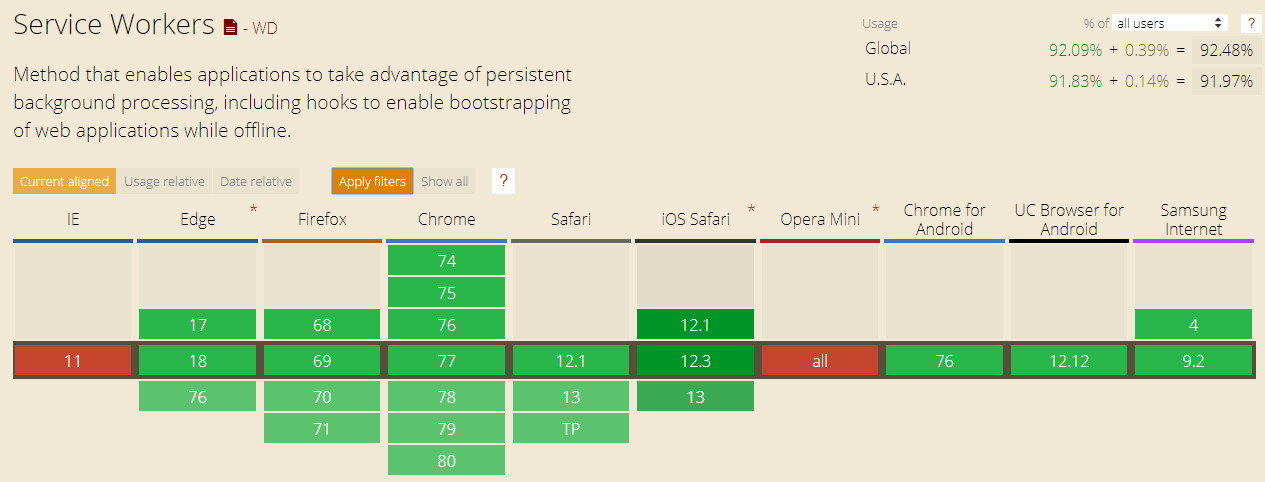 Service Workers - WD
Usage % of all users ?
Global 92.09% + 0.39% = 92.48%
U.S.A. 91.83% + 0.14% = 91.97%
Method that enables applications to take advantage of persistent
background processing, including hooks to enable bootstrapping
of web applications while offline.
Current aligned Usage relative Date relative Apply filters Show all ?
IE Edge * Firefox Chrome Safari iOS Safari * Opera Mini * Chrome for Android UC Browser for Android Samsung Internet
74
75
17 68 76 12.1 4
11 18 69 77 12.1 12.3 all 76 12.12 9.2
76 70 78 13 13
71 79 TP
80